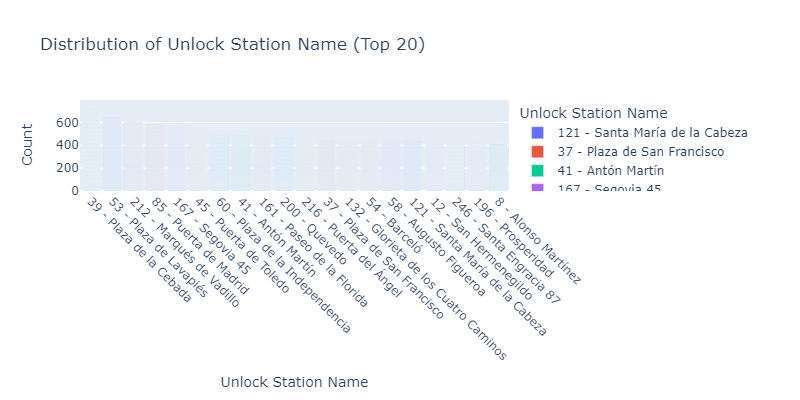 Distribution of Unlock Station Name (Top 20)
Count
600
400
200
0
39 - Plaza de la Cebada
53 - Plaza de Lavapiés
212 - Marqués de Vadillo
85 - Puerta de Madrid
167 - Segovia 45
45 - Puerta de Toledo
60 - Plaza de la Independencia
41 - Antón Martín
161 - Paseo de la Florida
200 - Quevedo
216 - Puerta del Ángel
37 - Plaza de San Francisco
132 - Glorieta de los Cuatro Caminos
54 - Barceló
58 - Augusto Figueroa
121 - Santa María de la Cabeza
12 - San Hermenegildo
246 - Santa Engracia 87
196 - Prosperidad
8 - Alonso Martínez
Unlock Station Name
Unlock Station Name
121 - Santa María de la Cabeza
37 - Plaza de San Francisco
41 - Antón Martín
167 - Segovia 45